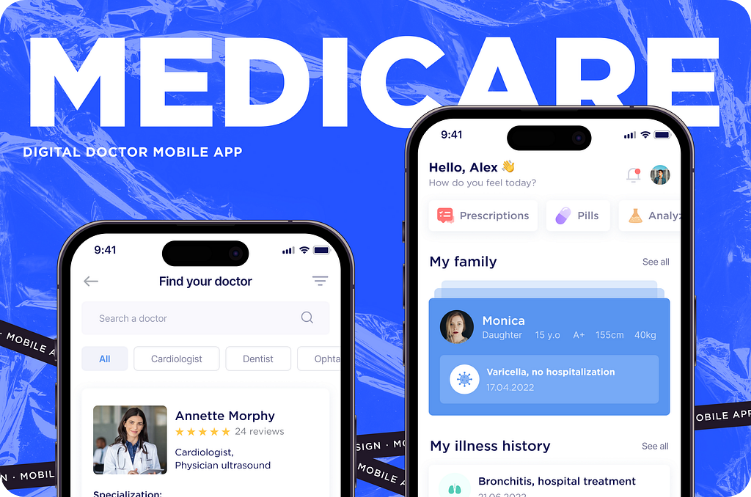 MEDICARE
DIGITAL DOCTOR MOBILE APP
9:41
Find your doctor
Search a doctor
All
Cardiologist
Dentist
Annette Morphy
24 reviews
Cardiologist,
Physician ultrasound
Specialization:
9:41
Hello, Alex 👋
How do you feel today?
Prescriptions
Pills
My family
See all
Monica
Daughter 15 y.o A+ 155cm 40kg
Varicella, no hospitalization
17.04.2022
My illness history
See all
Bronchitis, hospital treatment
MOBILE
MOBILE APP